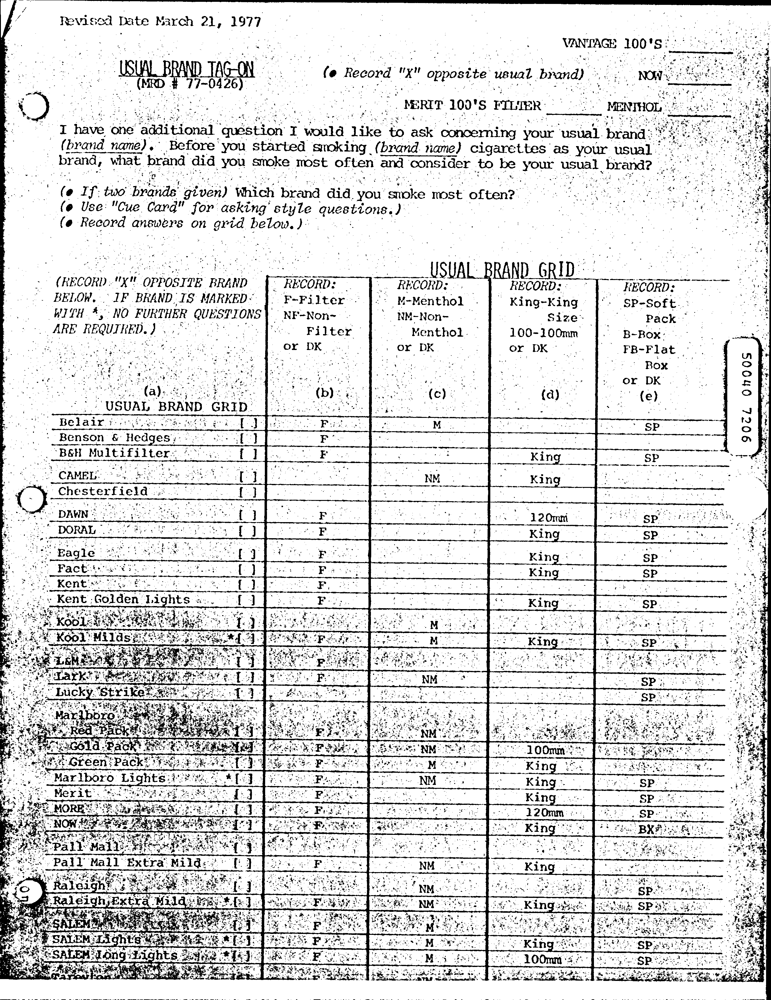 Revised Date March 21, 1977
VANTAGE 100'S
USUAL BRAND TAG-ON
(MRD # 77-0426)
(• Record "X" opposite usual brand)
NOW
MERIT 100'S FILTER
MENTHOL
I have one additional question I would like to ask concerning your usual brand
(brand name). Before you started smoking (brand name) cigarettes as your usual
brand, what brand did you smoke most often and consider to be your usual brand?
(• If two brands given) Which brand did you smoke most often?
(• Use "Cue Card" for asking style questions.)
(• Record answers on grid below.)
USUAL BRAND GRID
(RECORD "X" OPPOSITE BRAND
BELOW. IF BRAND IS MARKED
WITH *, NO FURTHER QUESTIONS
ARE REQUIRED.)
(a)
USUAL BRAND GRID
RECORD:
F-Filter
NF-Non-
Filter
or DK
(b)
RECORD:
M-Menthol
NM-Non-
Menthol
or DK
(c)
RECORD:
King-King
Size
100-100mm
or DK
(d)
RECORD:
SP-Soft
Pack
B-Box
FB-Flat
Box
or DK
(e)
Belair [ ] F M SP
Benson & Hedges [ ] F
B&H Multifilter [ ] F King SP
CAMEL [ ] NM King
Chesterfield [ ]
DAWN [ ] F 120mm SP
DORAL [ ] F King SP
Eagle [ ] F King SP
Fact [ ] F King SP
Kent [ ] F
Kent Golden Lights [ ] F King SP
Kool [ ] M
Kool Milds *[ ] F M King SP
L&M [ ] F
Lark [ ] F NM SP
Lucky Strike [ ] SP
Marlboro
Red Pack [ ] F NM
Gold Pack *[ ] F NM 100mm
Green Pack [ ] F M King
Marlboro Lights *[ ] F NM King SP
Merit [ ] F King SP
MORE [ ] F 120mm SP
NOW [ ] F King BX
Pall Mall [ ]
Pall Mall Extra Mild [ ] F NM King
Raleigh [ ] NM SP
Raleigh Extra Mild *[ ] F NM King SP
SALEM [ ] F M
SALEM Lights *[ ] F M King SP
SALEM Long Lights *[ ] F M 100mm SP
50040 7206